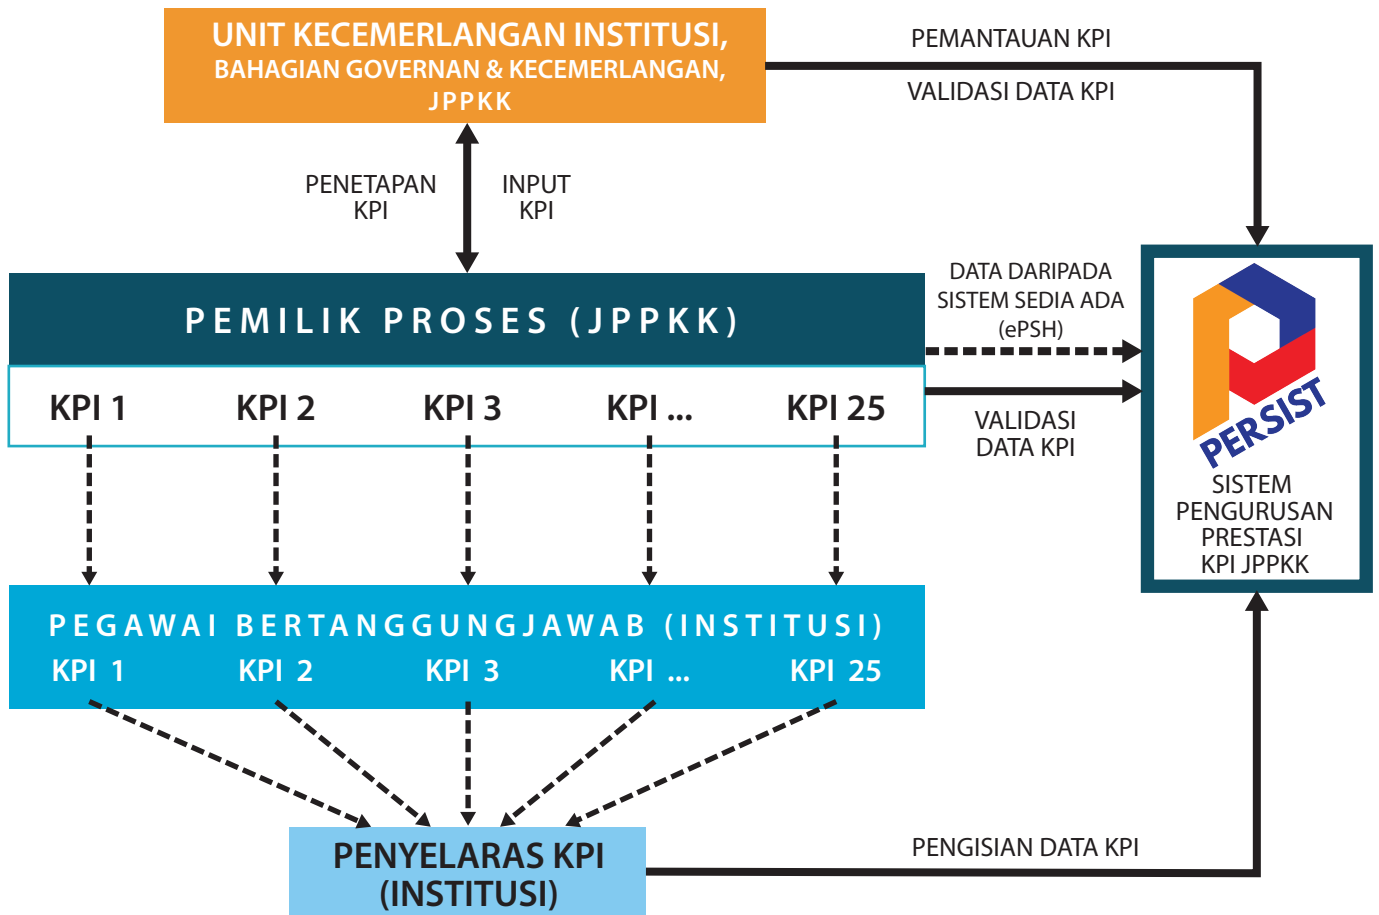 UNIT KECEMERLANGAN INSTITUSI,
BAHAGIAN GOVERNAN & KECEMERLANGAN,
JPPKK
PEMANTAUAN KPI
VALIDASI DATA KPI
PENETAPAN
KPI
INPUT
KPI
PEMILIK PROSES (JPPKK)
KPI 1
KPI 2
KPI 3
KPI ...
KPI 25
DATA DARIPADA
SISTEM SEDIA ADA
(ePSH)
VALIDASI
DATA KPI
PERSIST
SISTEM
PENGURUSAN
PRESTASI
KPI JPPKK
PEGAWAI BERTANGGUNGJAWAB (INSTITUSI)
KPI 1
KPI 2
KPI 3
KPI ...
KPI 25
PENYELARAS KPI
(INSTITUSI)
PENGISIAN DATA KPI